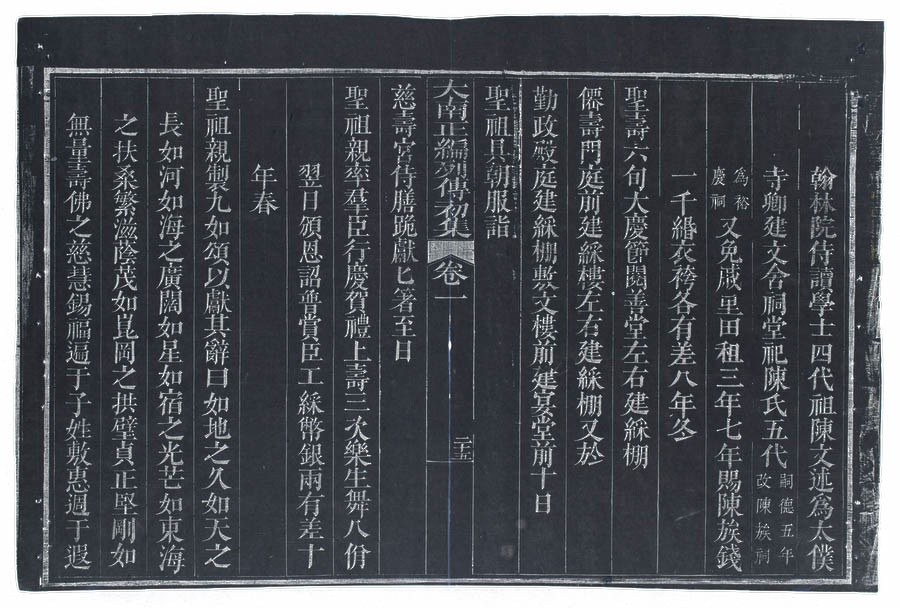 翰林院侍讀學士四代祖陳文述爲太僕
寺卿建文合祠堂祀陳氏五代嗣德五年改陳族祠
爲裕慶祠又免戚里田租三年七年賜陳族錢
一千緡衣袴各有差八年冬
聖壽六旬大慶節閱善堂左右建綵棚
僊壽門庭前建綵樓左右建綵棚又於
勤政殿庭建綵棚敷文樓前建宴堂前十日
聖祖具朝服詣
大南正編列傳初集 卷一 二十五
慈壽宮侍膳跪獻匕箸至日
聖祖親率羣臣行慶賀禮上壽三次樂生舞八佾
翌日頒恩詔普賞臣工綵幣銀兩有差十
年春
聖祖親製九如頌以獻其辭曰如地之久如天之
長如河如海之廣闊如星如宿之光芒如東海
之扶桑繁滋蔭茂如崑岡之拱璧貞正堅剛如
無量壽佛之慈慧錫福遍于子姓敷惠週于遐